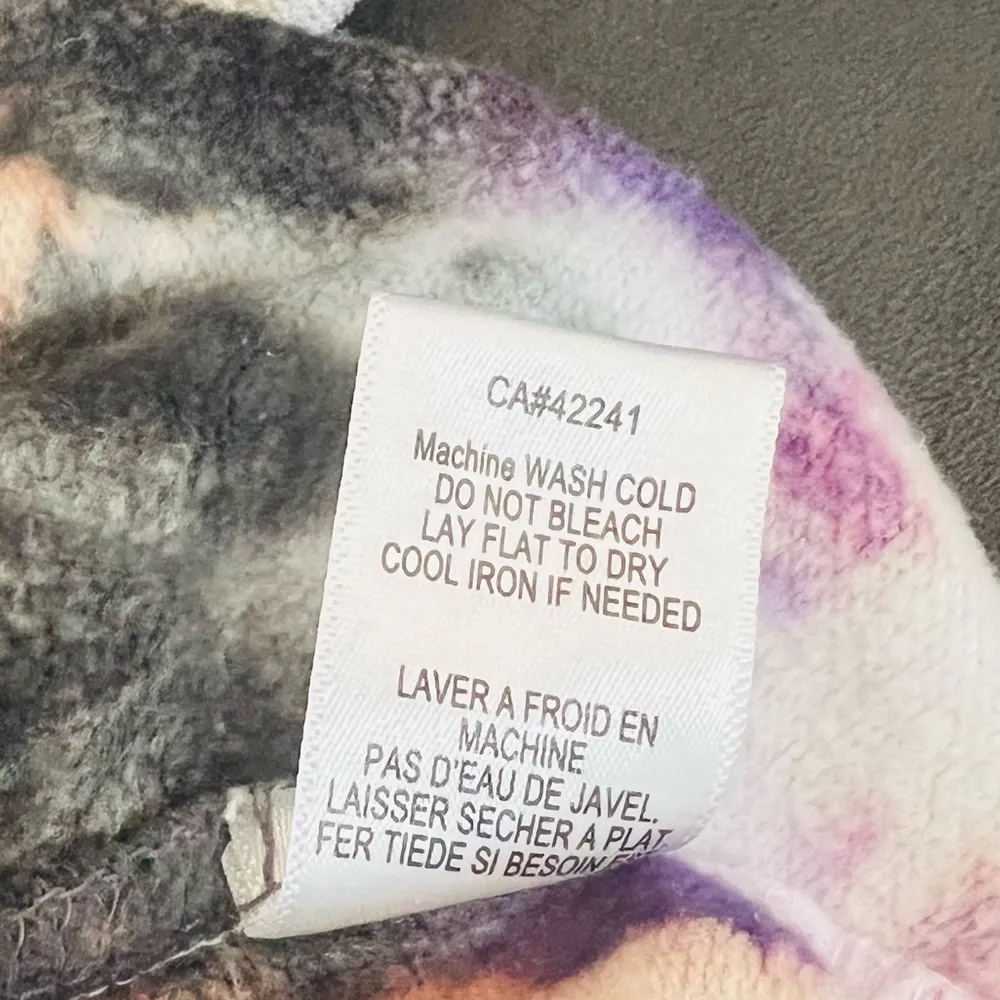 CA#42241
Machine WASH COLD
DO NOT BLEACH
LAY FLAT TO DRY
COOL IRON IF NEEDED
LAVER A FROID EN
MACHINE
PAS D'EAU DE JAVEL.
LAISSER SECHER A PLAT
FER TIEDE SI BESOIN